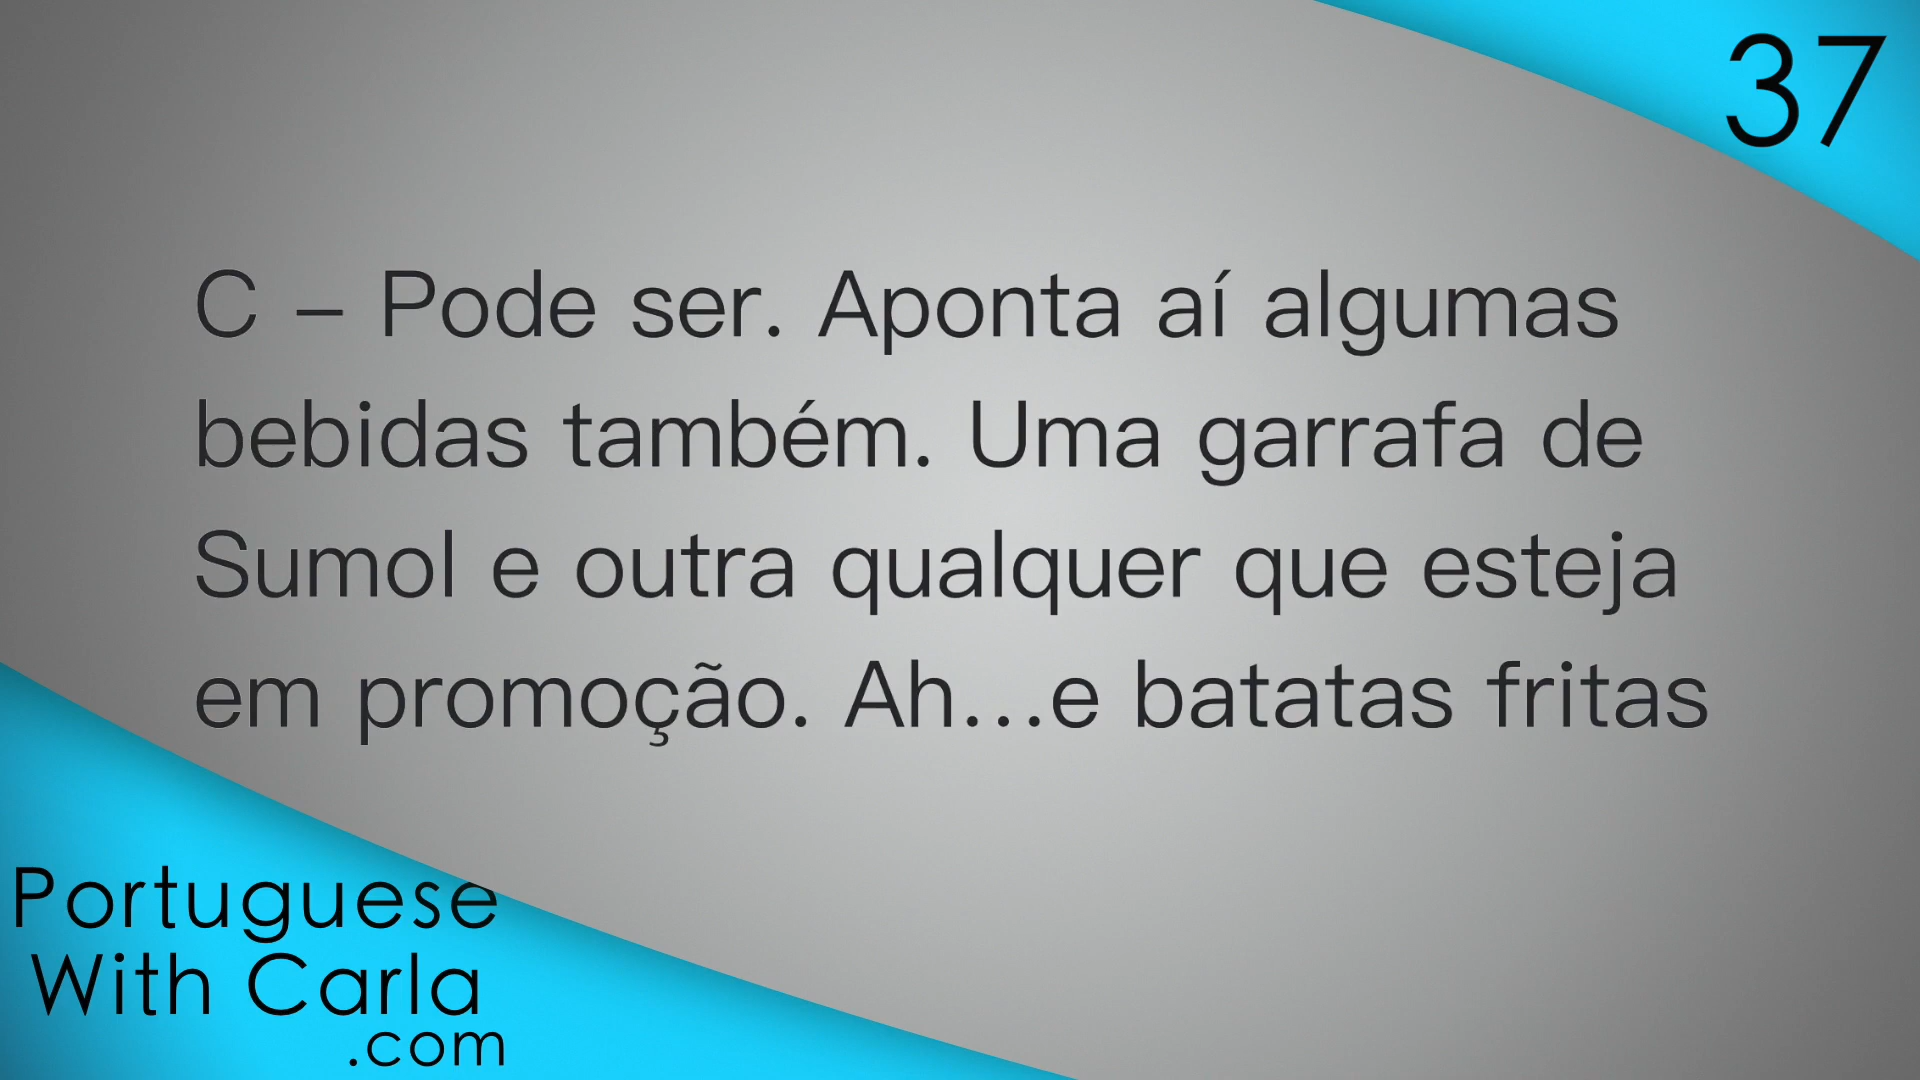 37
C – Pode ser. Aponta aí algumas
bebidas também. Uma garrafa de
Sumol e outra qualquer que esteja
em promoção. Ah...e batatas fritas
Portuguese
With Carla
.com